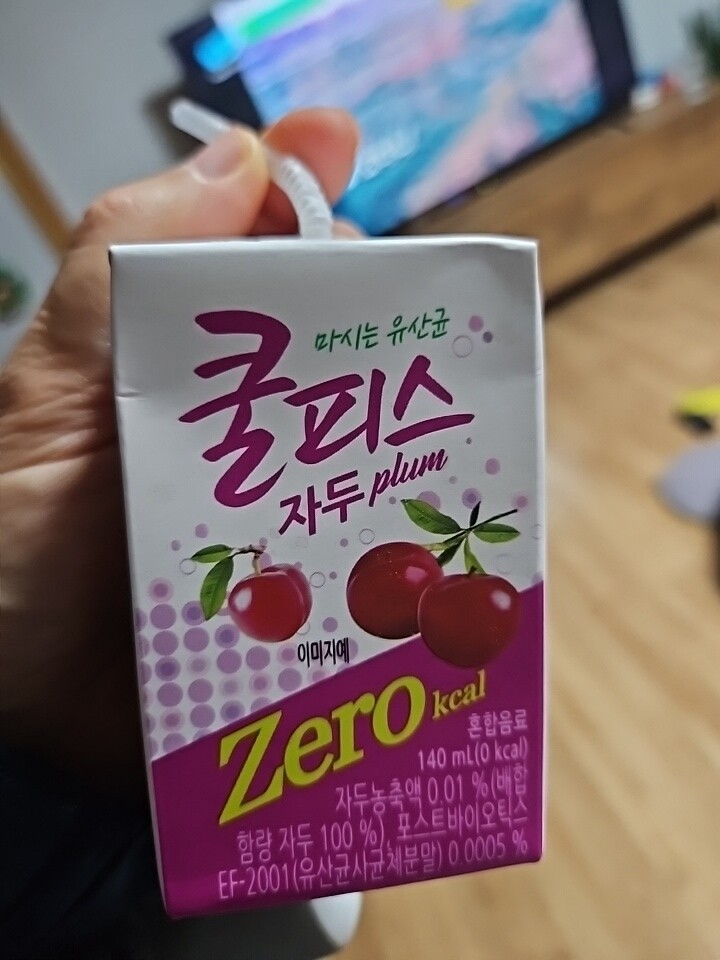 마시는 유산균
쿨피스
자두 plum
이미지예
Zero kcal
혼합음료
140 mL(0 kcal)
자두농축액 0.01 %(배합
함량 자두 100 %), 포스트바이오틱스
EF-2001(유산균사균체분말) 0.0005 %